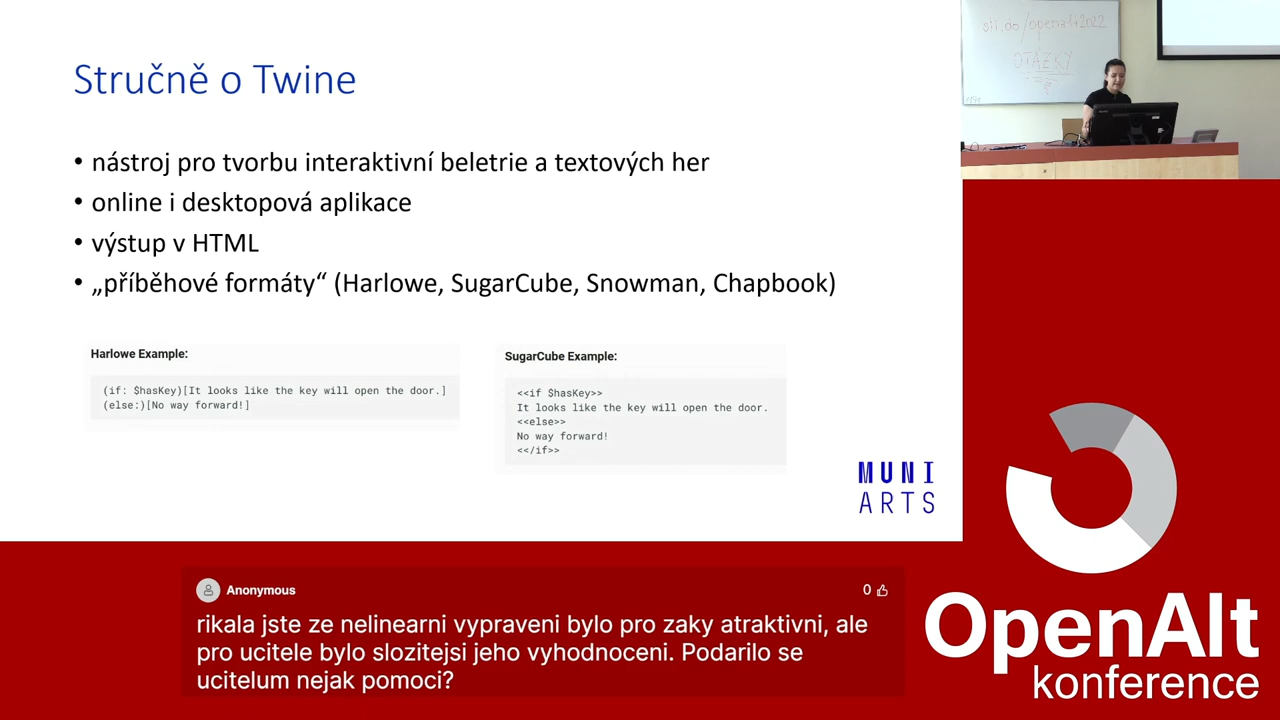 Stručně o Twine
• nástroj pro tvorbu interaktivní beletrie a textových her
• online i desktopová aplikace
• výstup v HTML
• „příběhové formáty“ (Harlowe, SugarCube, Snowman, Chapbook)
Harlowe Example:
(if: $hasKey)[It looks like the key will open the door.]
(else:)[No way forward!]
SugarCube Example:
<<if $hasKey>>
It looks like the key will open the door.
<<else>>
No way forward!
<</if>>
MUNI
ARTS
sli.do/openalt2022
OTÁZKY
Anonymous
0
rikala jste ze nelinearni vypraveni bylo pro zaky atraktivni, ale
pro ucitele bylo slozitejsi jeho vyhodnoceni. Podarilo se
ucitelum nejak pomoci?
OpenAlt
konference